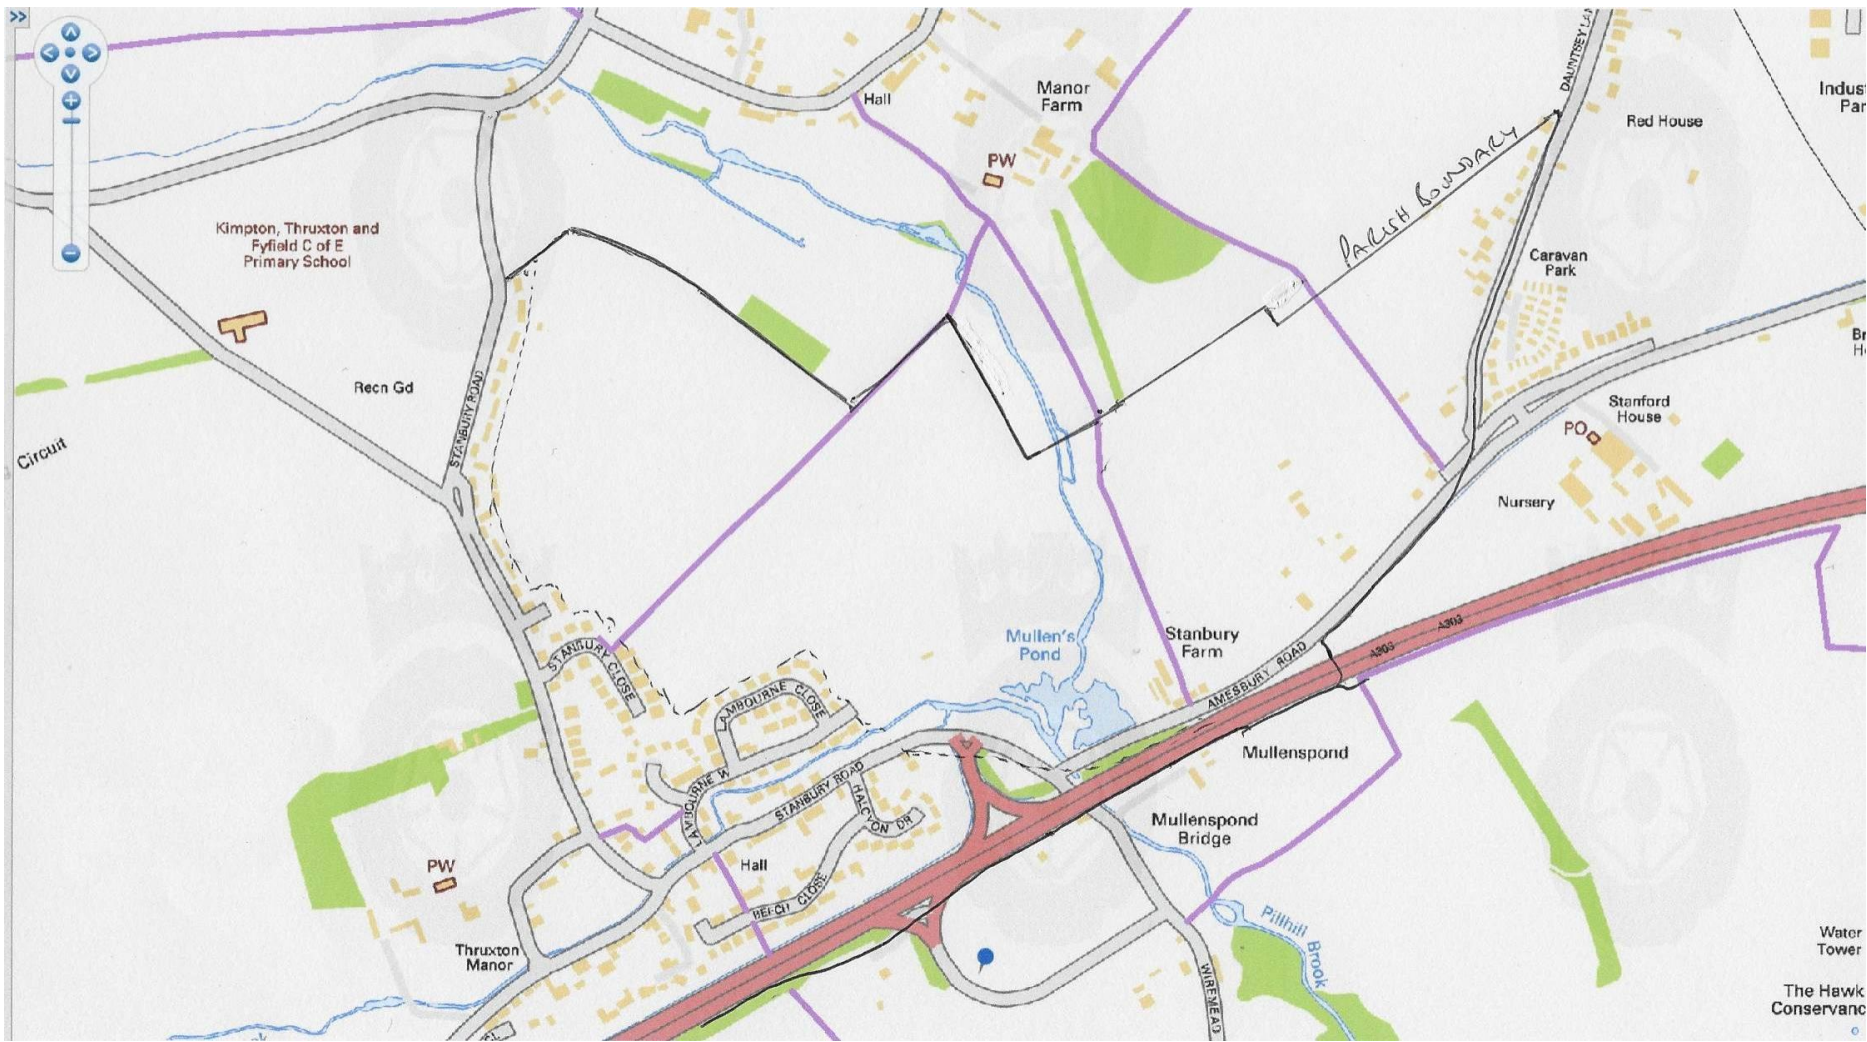 »
DAUNTSEY LAN
Hall
Manor
Farm
Indust
Par
Red House
PARISH BOUNDARY
PW
Kimpton, Thruxton and
Fyfield C of E
Primary School
Caravan
Park
Recn Gd
STANBURY ROAD
Stanford
House
PO
Circuit
Nursery
Br
H
A303
A303
Mullen's
Pond
Stanbury
Farm
STANBURY CLOSE
AMESBURY ROAD
LAMBOURNE CLOSE
Mullenspond
LAMBOURNE W
STANBURY ROAD
HALCYON DR
Mullenspond
Bridge
Hall
PW
BEECH CLOSE
Pillhill Brook
Thruxton
Manor
WIREMEAD
Water
Tower
The Hawk
Conservanc